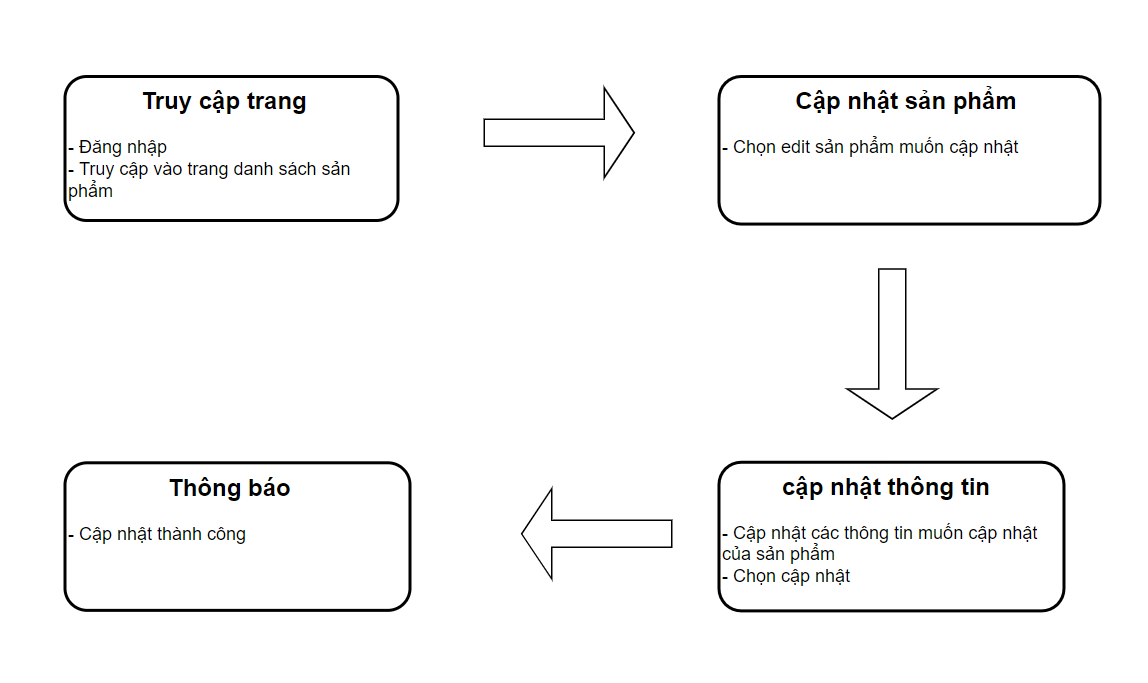 Truy cập trang
- Đăng nhập
- Truy cập vào trang danh sách sản
phẩm
Cập nhật sản phẩm
- Chọn edit sản phẩm muốn cập nhật
cập nhật thông tin
- Cập nhật các thông tin muốn cập nhật
của sản phẩm
- Chọn cập nhật
Thông báo
- Cập nhật thành công